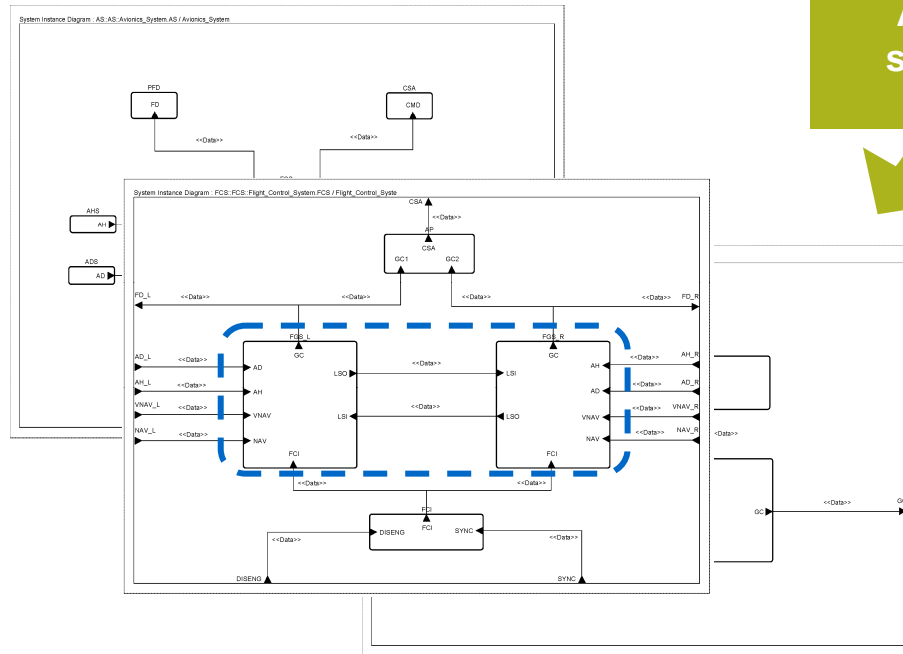 System Instance Diagram : AS::AS::Avionics_System.AS / Avionics_System
PFD
FD
CSA
CMD
<<Data>>
<<Data>>
AHS
AH
ADS
AD
System Instance Diagram : FCS::FCS::Flight_Control_System.FCS / Flight_Control_Syste
CSA
<<Data>>
AP
CSA
GC1
GC2
FD_L
<<Data>>
<<Data>>
<<Data>>
<<Data>>
FD_R
FGS_L
GC
FGS_R
GC
AD_L
<<Data>>
AD
LSO
<<Data>>
LSI
AH
<<Data>>
AH_R
AH_L
<<Data>>
AH
AD
<<Data>>
AD_R
VNAV_L
<<Data>>
VNAV
LSI
<<Data>>
LSO
VNAV
<<Data>>
VNAV_R
NAV_L
<<Data>>
NAV
NAV
<<Data>>
NAV_R
<<Data>>
FCI
FCI
<<Data>>
<<Data>>
FCI
FCI
DISENG
SYNC
<<Data>>
<<Data>>
DISENG
SYNC
GC
<<Data>>